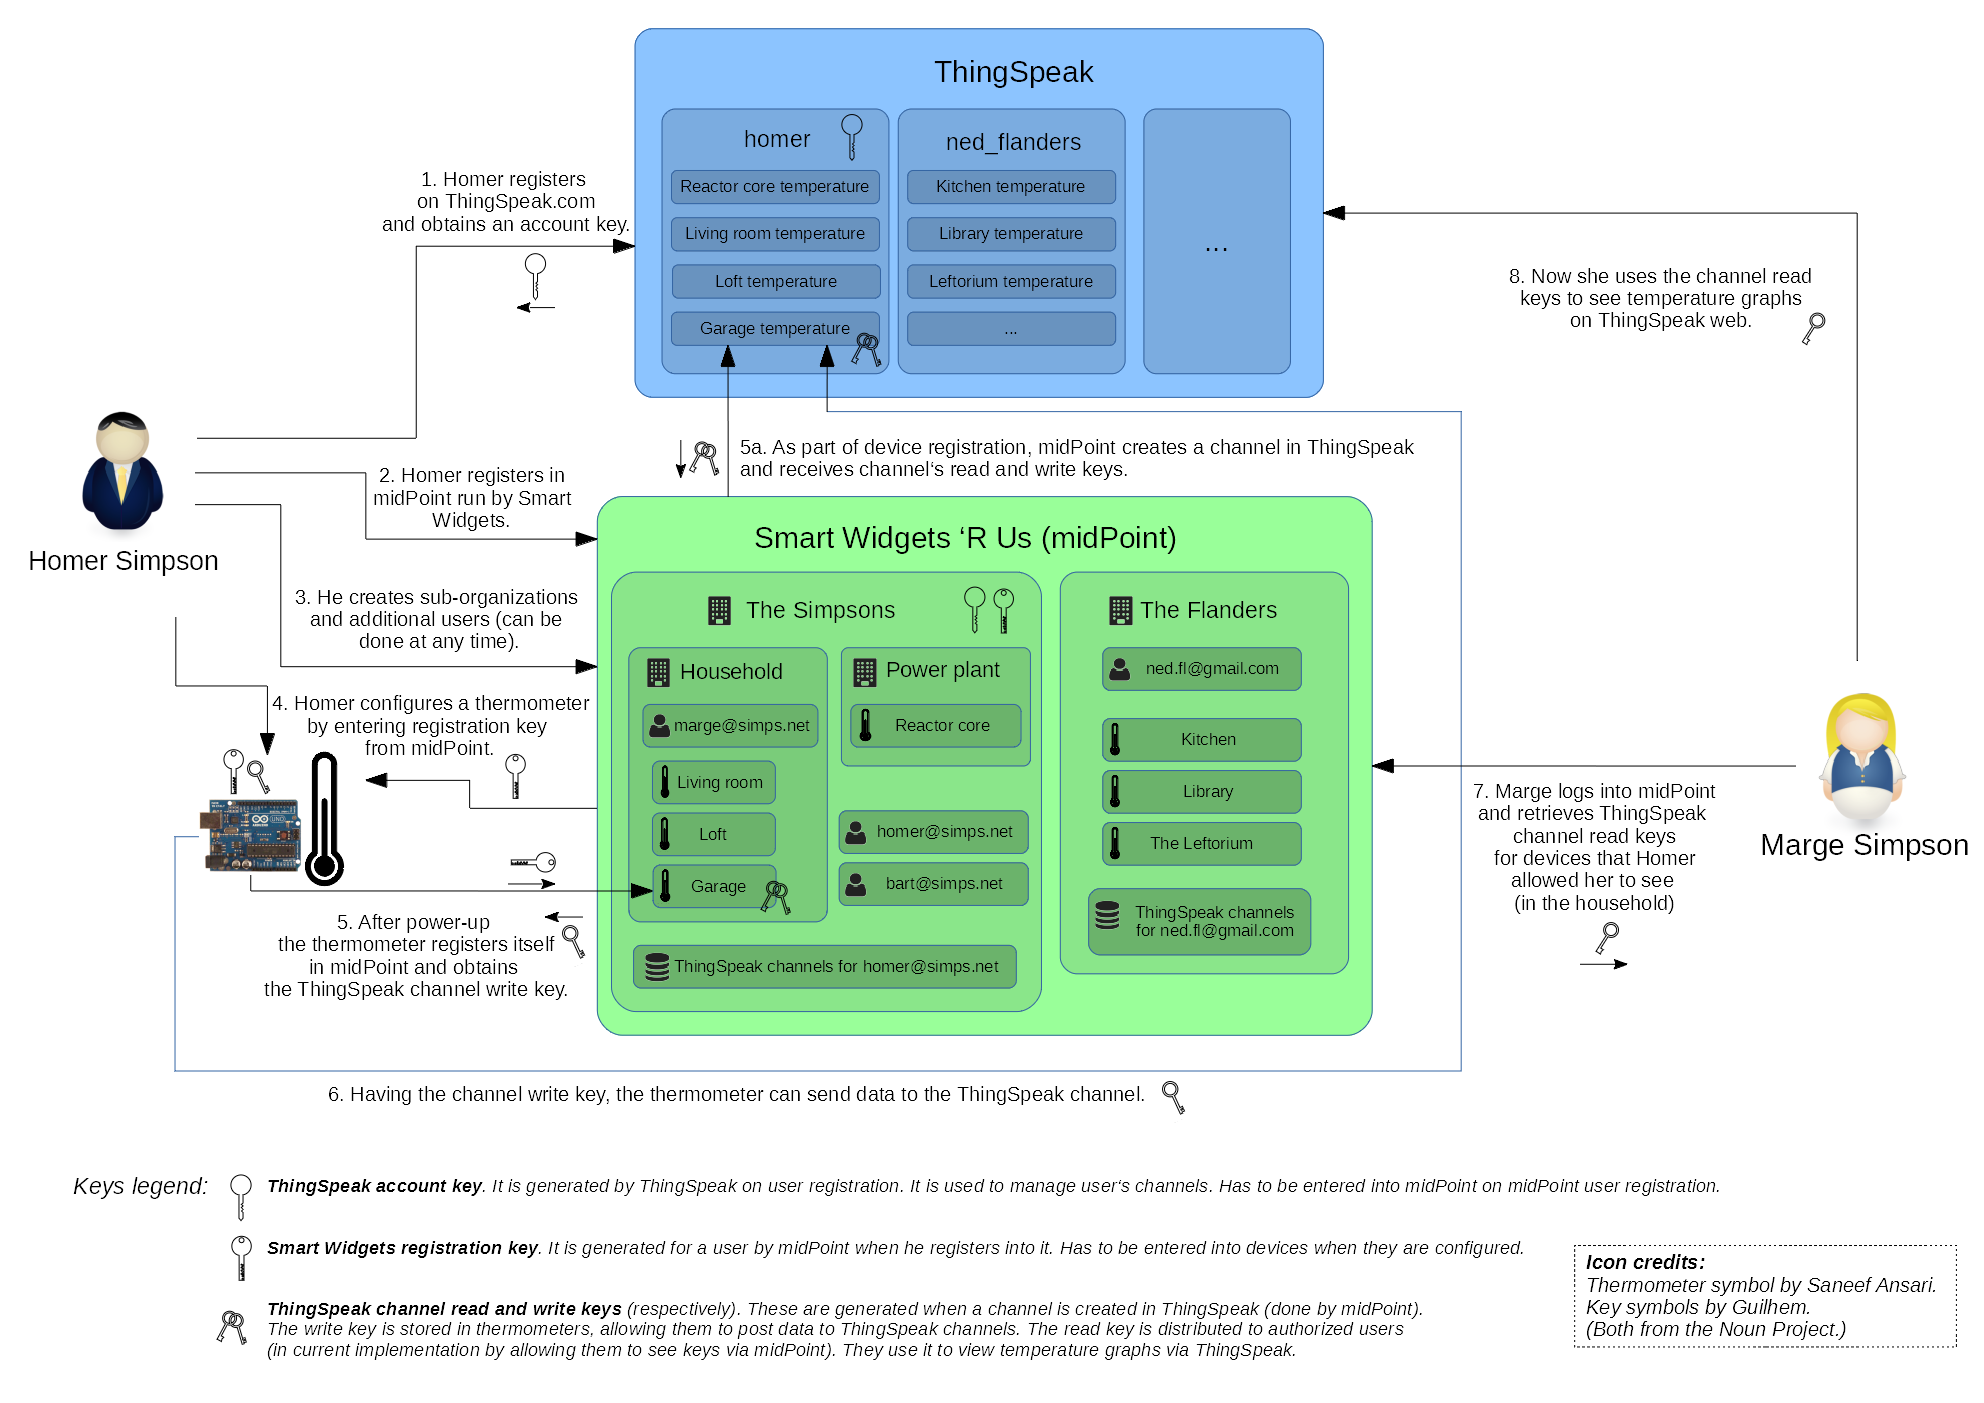 ThingSpeak
homer
Reactor core temperature
Living room temperature
Loft temperature
Garage temperature
ned_flanders
Kitchen temperature
Library temperature
Leftorium temperature
...
...
1. Homer registers
on ThingSpeak.com
and obtains an account key.
8. Now she uses the channel read
keys to see temperature graphs
on ThingSpeak web.
Homer Simpson
2. Homer registers in
midPoint run by Smart
Widgets.
5a. As part of device registration, midPoint creates a channel in ThingSpeak
and receives channel‘s read and write keys.
3. He creates sub-organizations
and additional users (can be
done at any time).
4. Homer configures a thermometer
by entering registration key
from midPoint.
Smart Widgets ‘R Us (midPoint)
The Simpsons
Household
marge@simps.net
Living room
Loft
Garage
Power plant
Reactor core
homer@simps.net
bart@simps.net
ThingSpeak channels for homer@simps.net
The Flanders
ned.fl@gmail.com
Kitchen
Library
The Leftorium
ThingSpeak channels
for ned.fl@gmail.com
UNO
ARDUINO
5. After power-up
the thermometer registers itself
in midPoint and obtains
the ThingSpeak channel write key.
7. Marge logs into midPoint
and retrieves ThingSpeak
channel read keys
for devices that Homer
allowed her to see
(in the household)
Marge Simpson
6. Having the channel write key, the thermometer can send data to the ThingSpeak channel.
Keys legend:
ThingSpeak account key. It is generated by ThingSpeak on user registration. It is used to manage user‘s channels. Has to be entered into midPoint on midPoint user registration.
Smart Widgets registration key. It is generated for a user by midPoint when he registers into it. Has to be entered into devices when they are configured.
ThingSpeak channel read and write keys (respectively). These are generated when a channel is created in ThingSpeak (done by midPoint).
The write key is stored in thermometers, allowing them to post data to ThingSpeak channels. The read key is distributed to authorized users
(in current implementation by allowing them to see keys via midPoint). They use it to view temperature graphs via ThingSpeak.
Icon credits:
Thermometer symbol by Saneef Ansari.
Key symbols by Guilhem.
(Both from the Noun Project.)